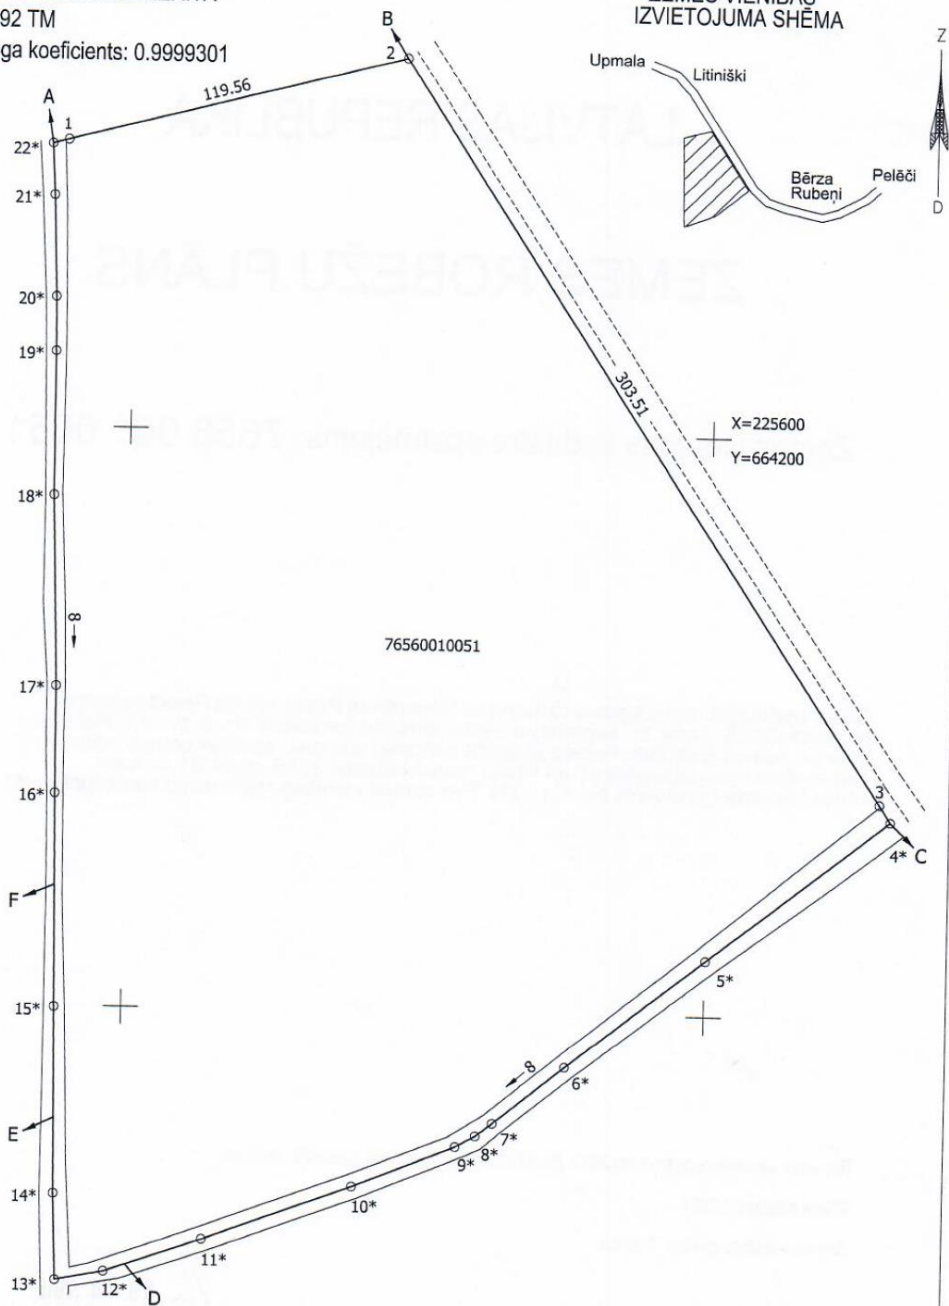 92 TM
ga koeficients: 0.9999301
IZVIETOJUMA SHĒMA
Upmala
Litiniški
Bērza
Rubeņi
Pelēči
Z
D
A
B
1
2
119.56
22*
21*
20*
19*
303.51
X=225600
Y=664200
18*
8
76560010051
17*
16*
3
4*
C
F
5*
15*
8
6*
E
7*
8*
9*
14*
10*
11*
13*
12*
D